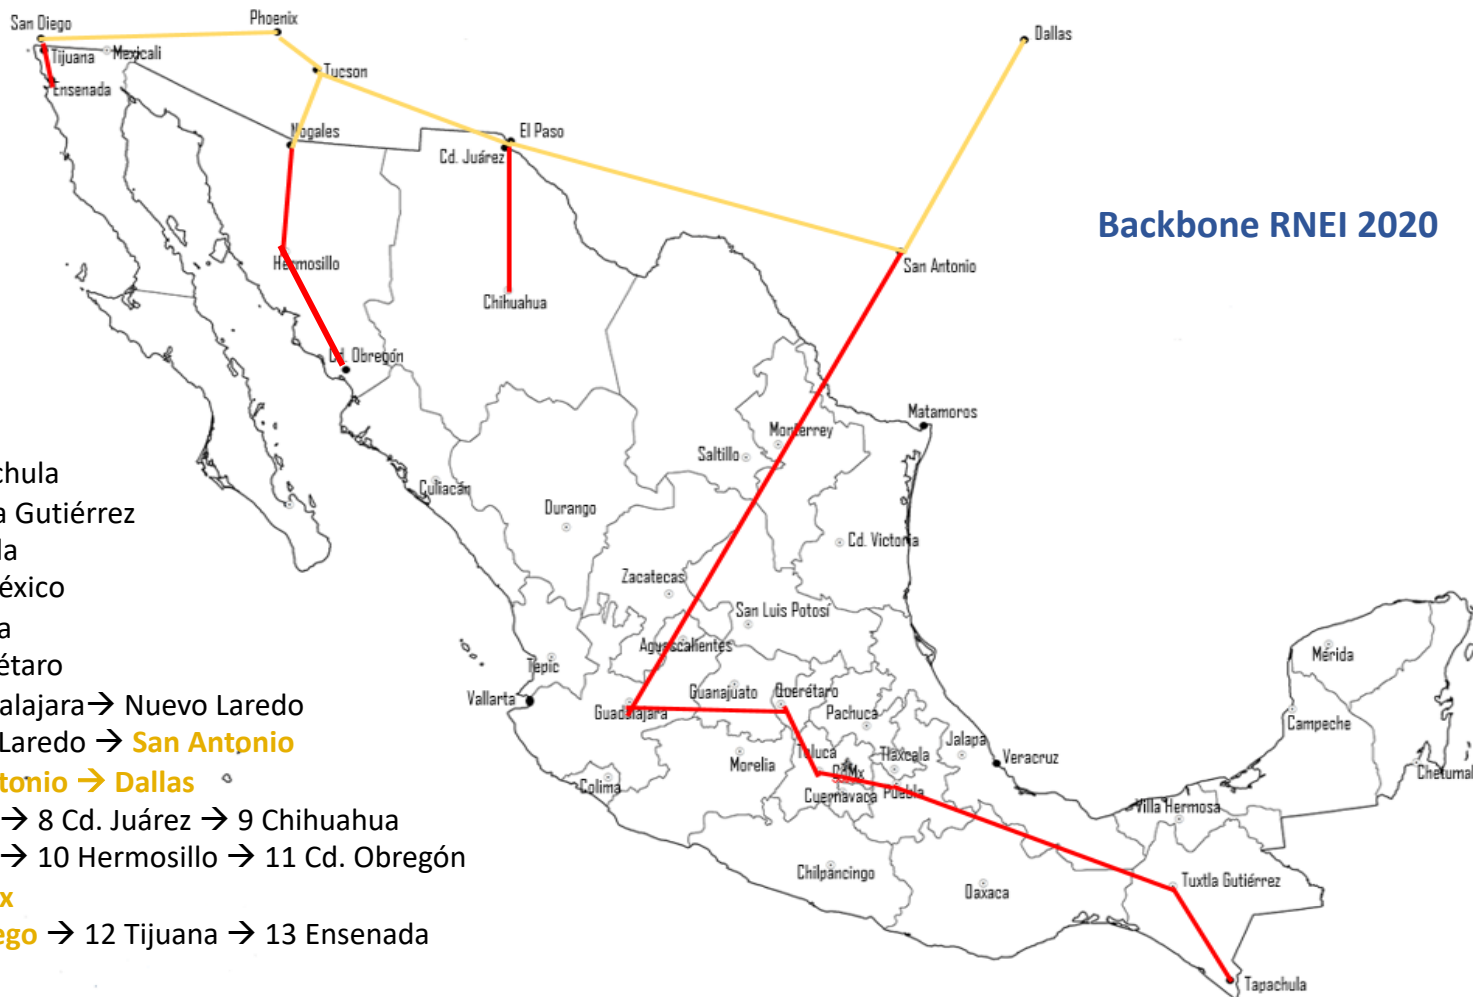 San Diego
Phoenix
Dallas
Tijuana
Mexicali
Tucson
Ensenada
Nogales
El Paso
Cd. Juárez
Backbone RNEI 2020
Hermosillo
San Antonio
Chihuahua
Cd. Obregón
Matamoros
Monterrey
Saltillo
Culiacán
Durango
Cd. Victoria
Zacatecas
San Luis Potosí
Aguascalientes
Tepic
Mérida
Vallarta
Guadalajara
Guanajuato
Querétaro
Pachuca
Campeche
Toluca
Tlaxcala
Jalapa
Veracruz
Morelia
CdMx
Chetumal
Colima
Cuernavaca
Puebla
Villa Hermosa
Chilpancingo
Oaxaca
Tuxtla Gutiérrez
Tapachula
chula
a Gutiérrez
la
éxico
a
étaro
alajara→ Nuevo Laredo
Laredo → San Antonio
tonio → Dallas
→ 8 Cd. Juárez → 9 Chihuahua
→ 10 Hermosillo → 11 Cd. Obregón
x
ego → 12 Tijuana → 13 Ensenada